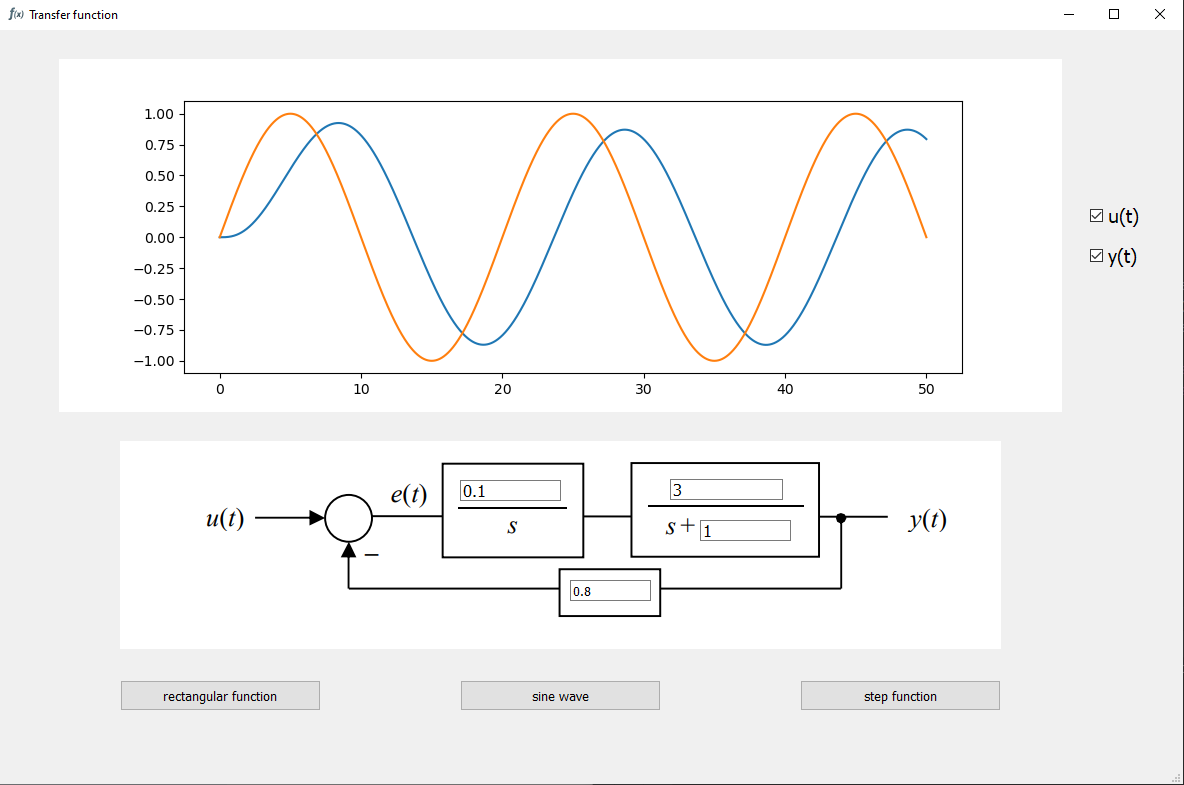 f(x) Transfer function
1.00
0.75
0.50
0.25
0.00
−0.25
−0.50
−0.75
−1.00
0 10 20 30 40 50
u(t)
y(t)
u(t)
e(t)
0.1
s
3
s+ 1
y(t)
−
0.8
rectangular function
sine wave
step function